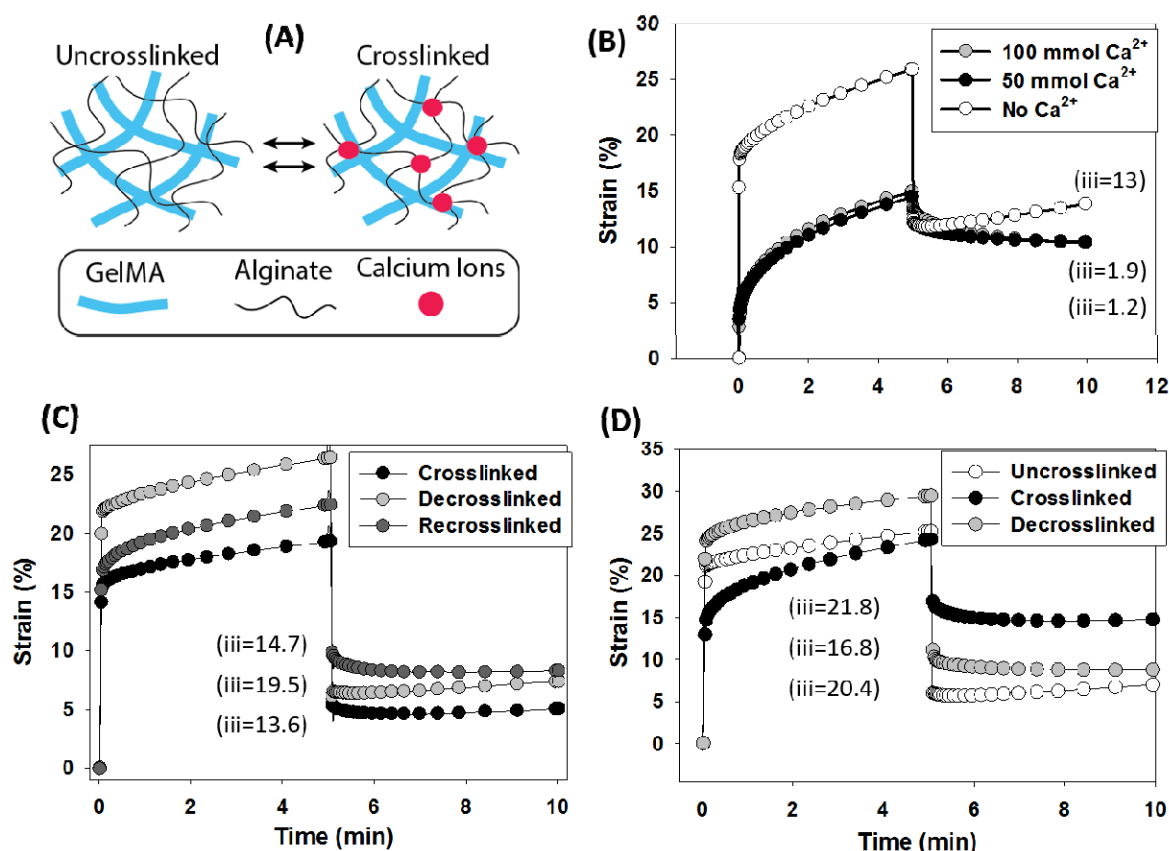 (A)
Uncrosslinked
Crosslinked
GelMA
Alginate
Calcium Ions
(B)
30
25
20
15
10
5
0
Strain (%)
100 mmol Ca²⁺
50 mmol Ca²⁺
No Ca²⁺
(iii=13)
(iii=1.9)
(iii=1.2)
0 2 4 6 8 10 12
(C)
25
20
15
10
5
0
Strain (%)
Crosslinked
Decrosslinked
Recrosslinked
(iii=14.7)
(iii=19.5)
(iii=13.6)
0 2 4 6 8 10
Time (min)
(D)
35
30
25
20
15
10
5
0
Strain (%)
Uncrosslinked
Crosslinked
Decrosslinked
(iii=21.8)
(iii=16.8)
(iii=20.4)
0 2 4 6 8 10
Time (min)